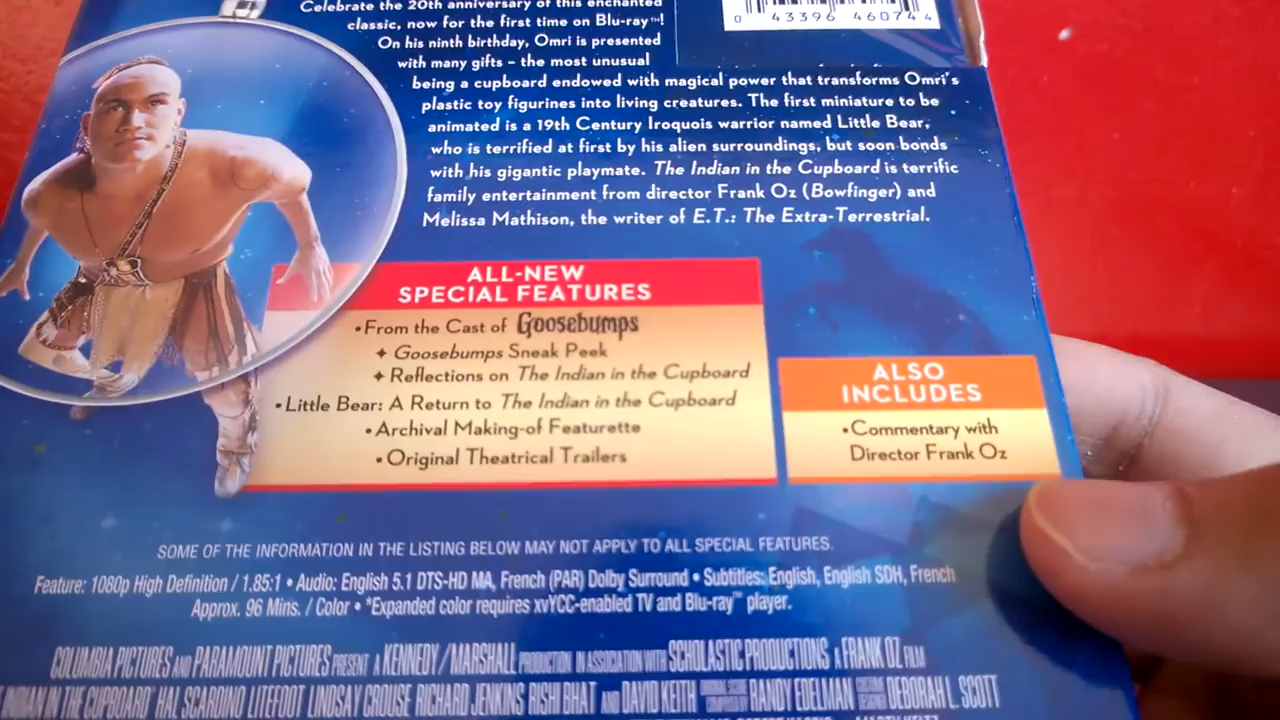 Celebrate the 20th anniversary of this enchanted
classic, now for the first time on Blu-ray™!
On his ninth birthday, Omri is presented
with many gifts – the most unusual
being a cupboard endowed with magical power that transforms Omri's
plastic toy figurines into living creatures. The first miniature to be
animated is a 19th Century Iroquois warrior named Little Bear,
who is terrified at first by his alien surroundings, but soon bonds
with his gigantic playmate. The Indian in the Cupboard is terrific
family entertainment from director Frank Oz (Bowfinger) and
Melissa Mathison, the writer of E.T.: The Extra-Terrestrial.
0 43396 46074 4
ALL-NEW
SPECIAL FEATURES
•From the Cast of Goosebumps
✦ Goosebumps Sneak Peek
✦ Reflections on The Indian in the Cupboard
•Little Bear: A Return to The Indian in the Cupboard
•Archival Making-of Featurette
•Original Theatrical Trailers
ALSO
INCLUDES
•Commentary with
Director Frank Oz
SOME OF THE INFORMATION IN THE LISTING BELOW MAY NOT APPLY TO ALL SPECIAL FEATURES.
Feature: 1080p High Definition / 1.85:1 • Audio: English 5.1 DTS-HD MA, French (PAR) Dolby Surround • Subtitles: English, English SDH, French
Approx. 96 Mins. / Color • *Expanded color requires xvYCC-enabled TV and Blu-ray™ player.
COLUMBIA PICTURES AND PARAMOUNT PICTURES PRESENT A KENNEDY/MARSHALL PRODUCTION IN ASSOCIATION WITH SCHOLASTIC PRODUCTIONS A FRANK OZ FILM
INDIAN IN THE CUPBOARD" HAL SCARDINO LITEFOOT LINDSAY CROUSE RICHARD JENKINS RISHI BHAT AND DAVID KEITH RANDY EDELMAN DEBORAH L. SCOTT